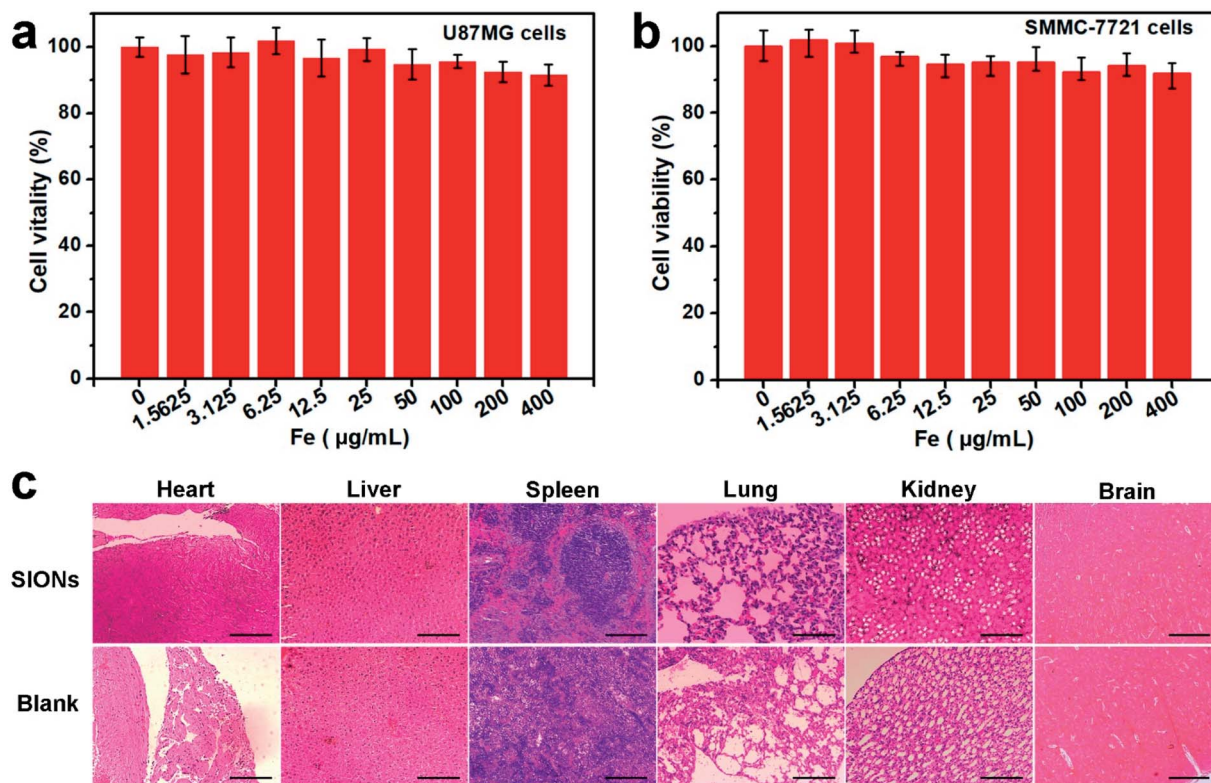 a
U87MG cells
Cell vitality (%)
100
80
60
40
20
0
0
1.5625
3.125
6.25
12.5
25
50
100
200
400
Fe ( µg/mL)
b
SMMC-7721 cells
Cell viability (%)
100
80
60
40
20
0
0
1.5625
3.125
6.25
12.5
25
50
100
200
400
Fe ( µg/mL)
c
Heart Liver Spleen Lung Kidney Brain
SIONs
Blank